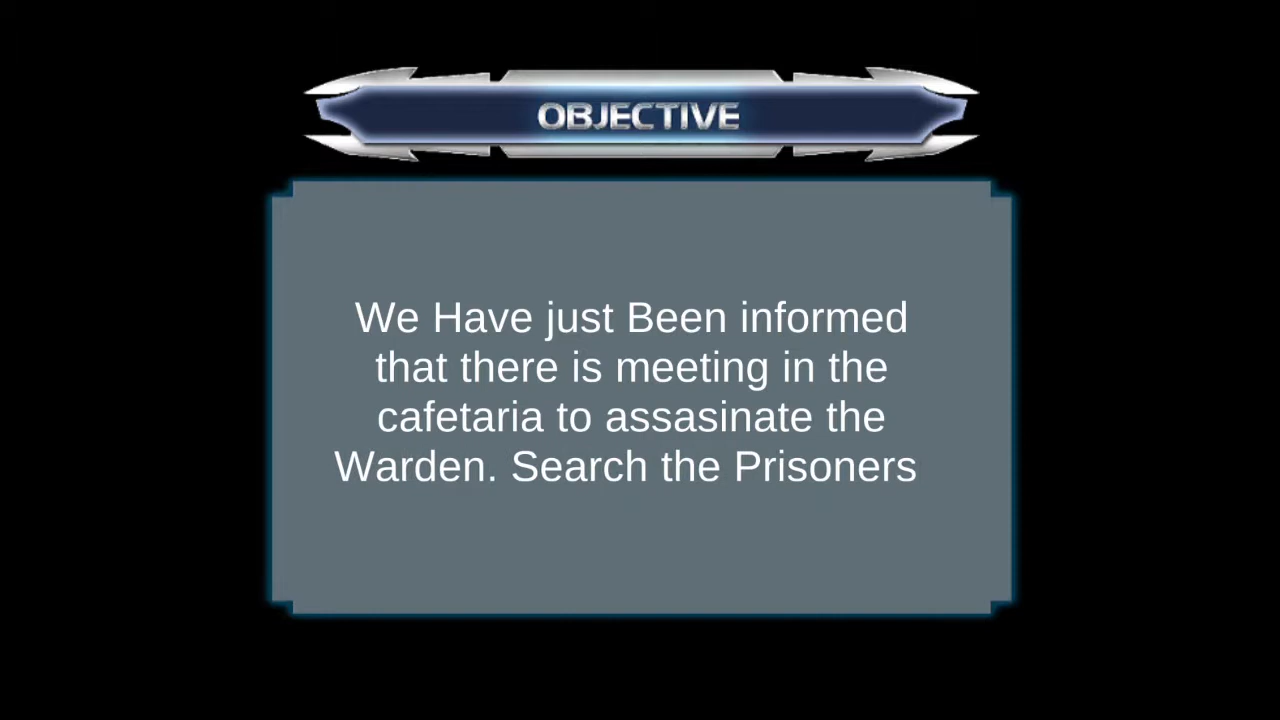 OBJECTIVE
We Have just Been informed
that there is meeting in the
cafetaria to assasinate the
Warden. Search the Prisoners